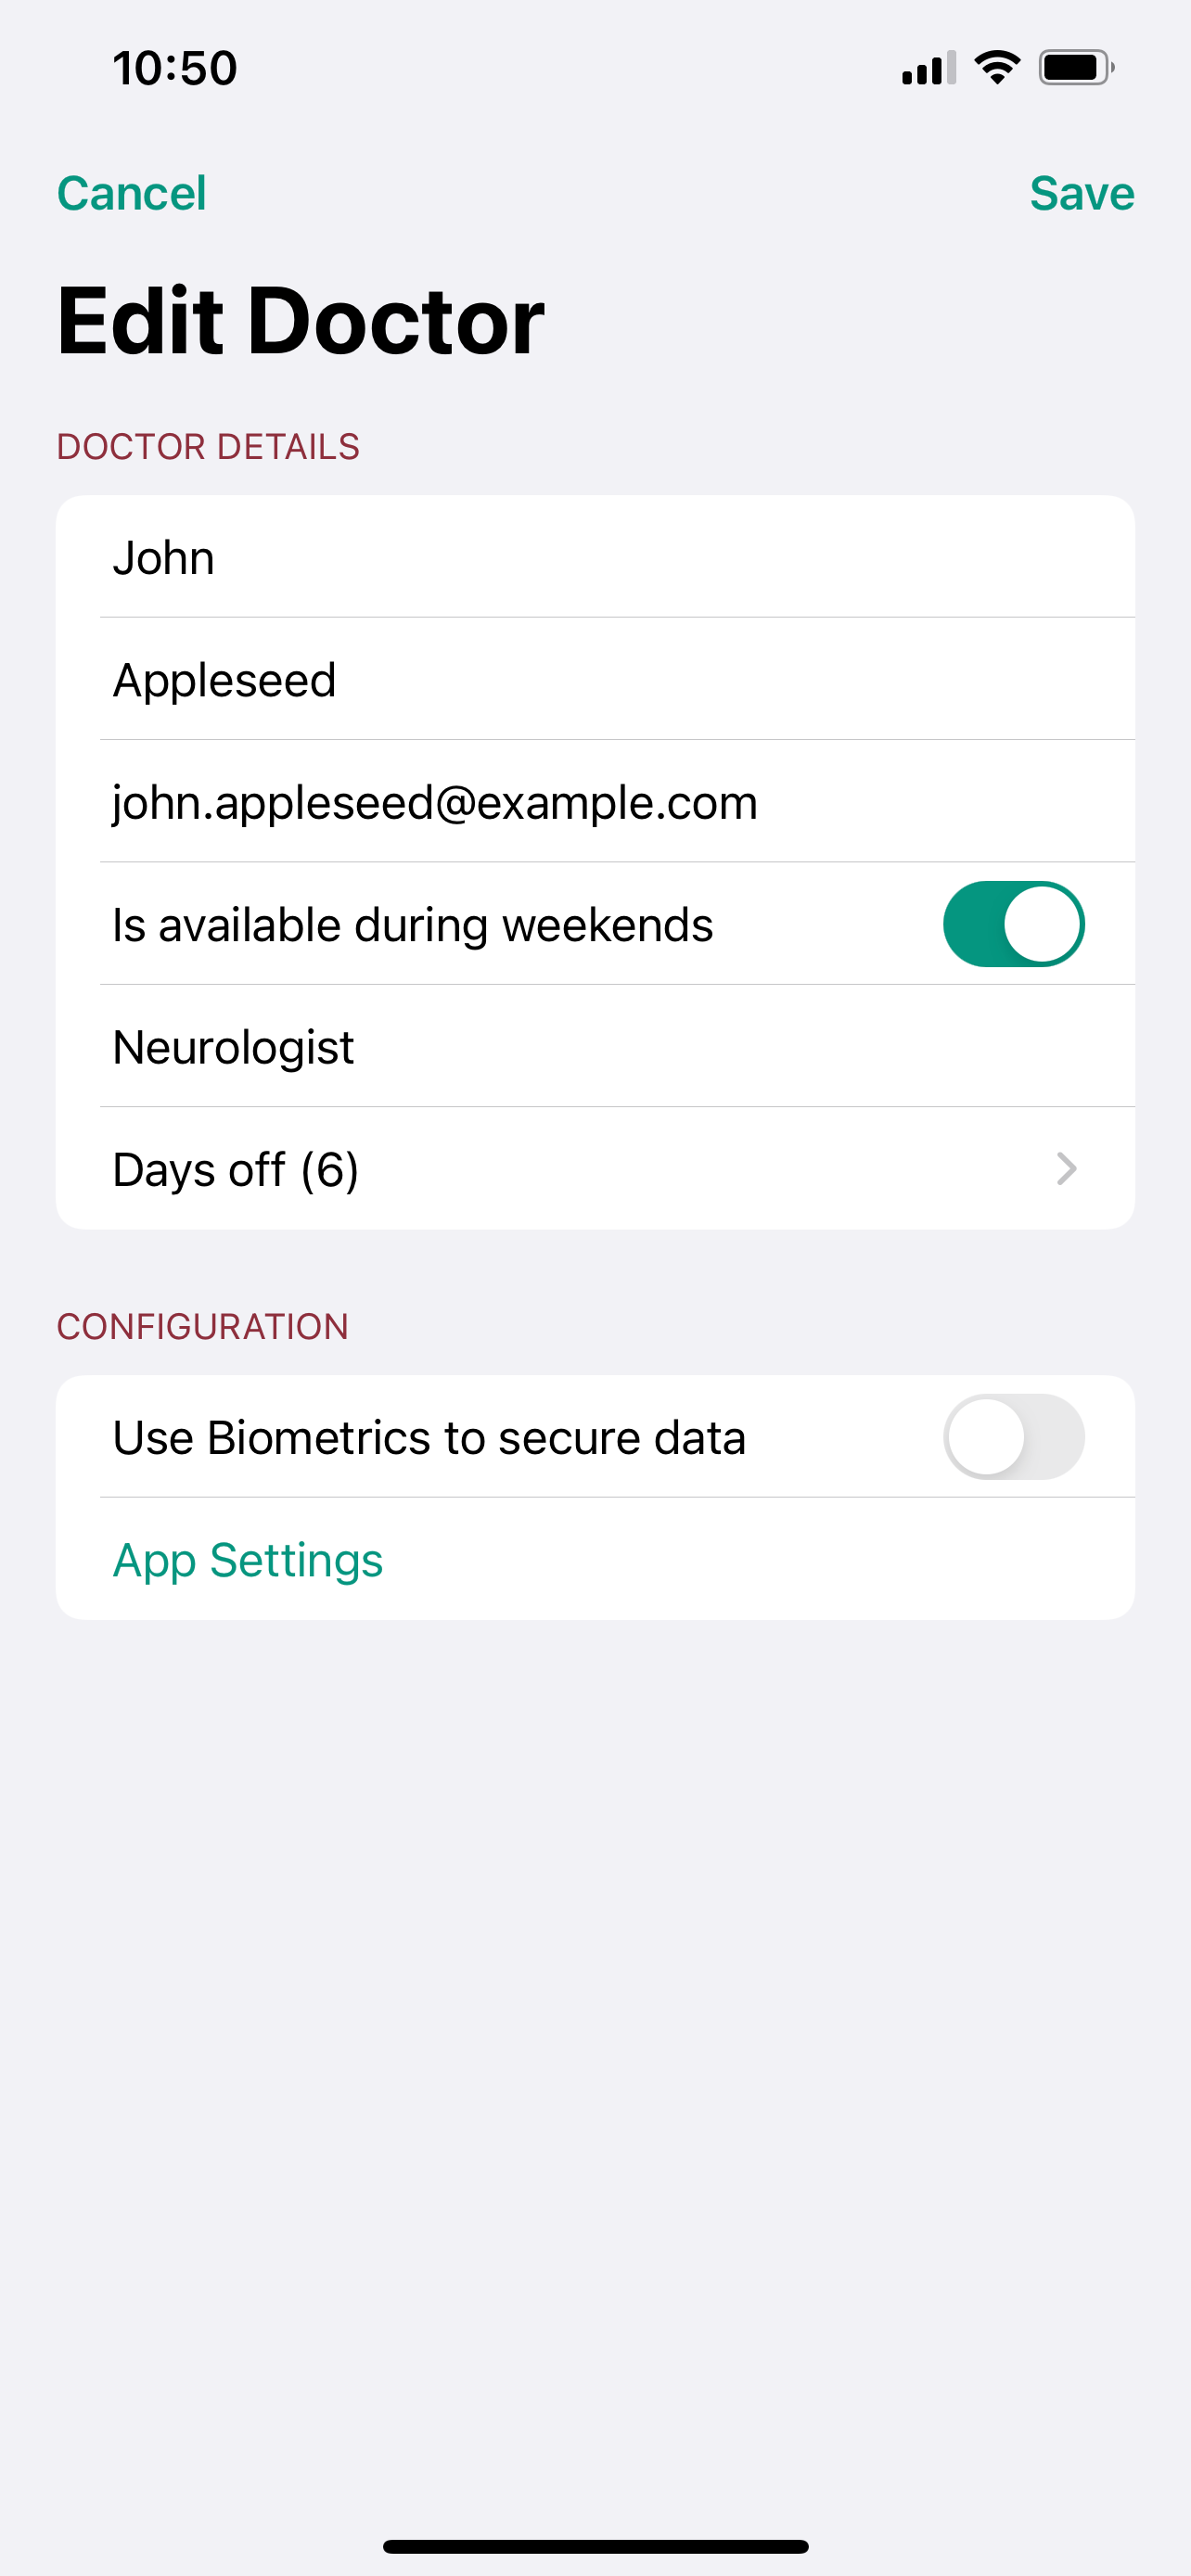 10:50
Cancel Save
Edit Doctor
DOCTOR DETAILS
John
Appleseed
john.appleseed@example.com
Is available during weekends
Neurologist
Days off (6)
CONFIGURATION
Use Biometrics to secure data
App Settings